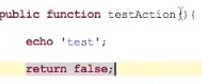 public function testAction(){
echo 'test';
return false;